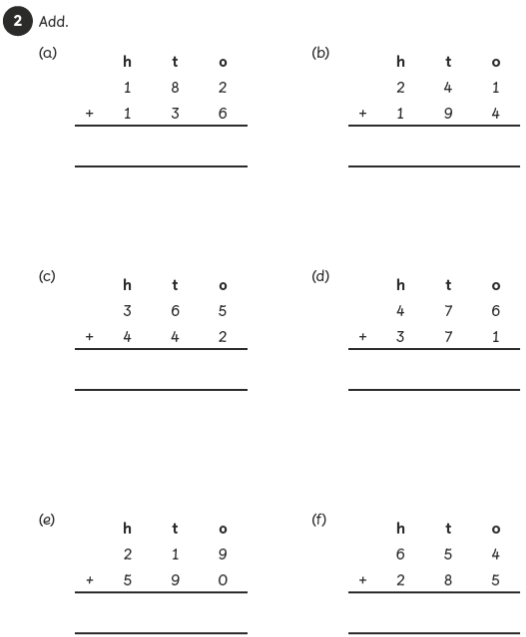 2 Add.
(a) h t o
1 8 2
+ 1 3 6
(b) h t o
2 4 1
+ 1 9 4
(c) h t o
3 6 5
+ 4 4 2
(d) h t o
4 7 6
+ 3 7 1
(e) h t o
2 1 9
+ 5 9 0
(f) h t o
6 5 4
+ 2 8 5